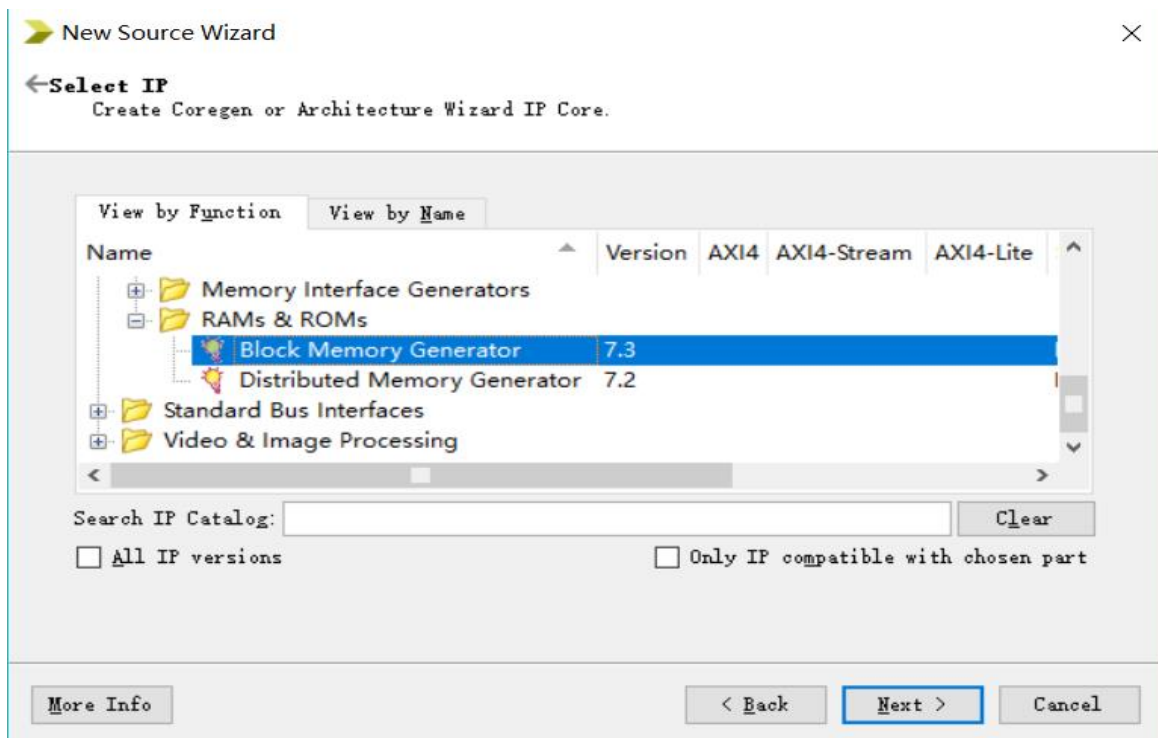 New Source Wizard
Select IP
Create Coregen or Architecture Wizard IP Core.
View by Function View by Name
Name Version AXI4 AXI4-Stream AXI4-Lite
Memory Interface Generators
RAMs & ROMs
Block Memory Generator 7.3
Distributed Memory Generator 7.2
Standard Bus Interfaces
Video & Image Processing
Search IP Catalog: Clear
All IP versions Only IP compatible with chosen part
More Info < Back Next > Cancel